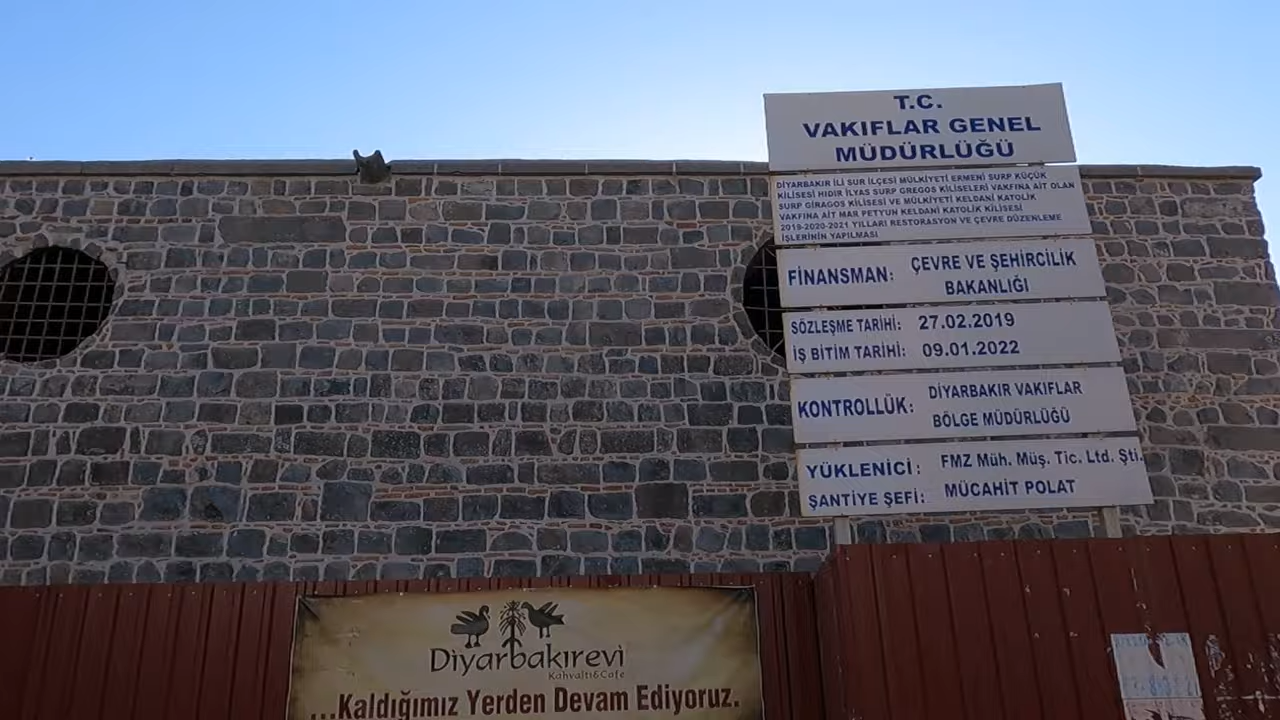 T.C.
VAKIFLAR GENEL
MÜDÜRLÜĞÜ
DİYARBAKIR İLİ SUR İLÇESİ MÜLKİYETİ ERMENİ SURP KÜÇÜK
KİLİSESİ HIDIR İLYAS SURP GREGOS KİLİSELERİ VAKFINA AİT OLAN
SURP GİRAGOS KİLİSESİ VE MÜLKİYETİ KELDANİ KATOLİK
VAKFINA AİT MAR PETYUN KELDANİ KATOLİK KİLİSESİ
2019-2020-2021 YILLARI RESTORASYON VE ÇEVRE DÜZENLEME
İŞLERİNİN YAPILMASI
FİNANSMAN: ÇEVRE VE ŞEHİRCİLİK
BAKANLIĞI
SÖZLEŞME TARİHİ: 27.02.2019
İŞ BİTİM TARİHİ: 09.01.2022
KONTROLLÜK: DİYARBAKIR VAKIFLAR
BÖLGE MÜDÜRLÜĞÜ
YÜKLENİCİ: FMZ Müh. Müş. Tic. Ltd. Şti.
ŞANTİYE ŞEFİ: MÜCAHİT POLAT
Diyarbakırevi
Kahvaltı&Cafe
...Kaldığımız Yerden Devam Ediyoruz.